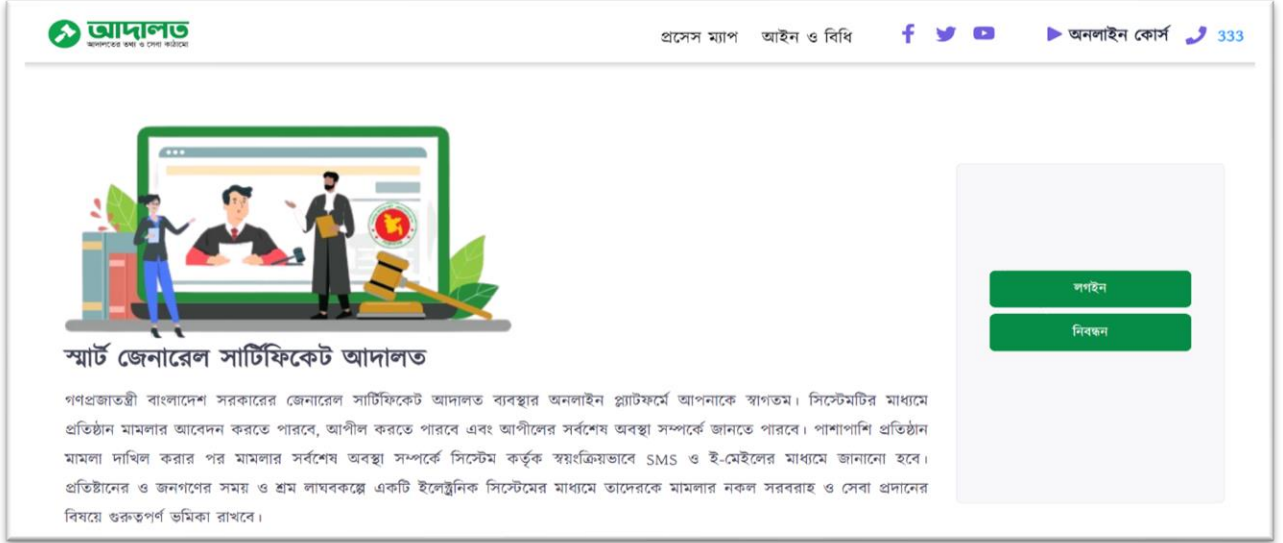 আদালত
আদালতের তথ্য ও সেবা কাঠামো
প্রসেস ম্যাপ আইন ও বিধি অনলাইন কোর্স 333
লগইন
নিবন্ধন
স্মার্ট জেনারেল সার্টিফিকেট আদালত
গণপ্রজাতন্ত্রী বাংলাদেশ সরকারের জেনারেল সার্টিফিকেট আদালত ব্যবস্থার অনলাইন প্ল্যাটফর্মে আপনাকে স্বাগতম। সিস্টেমটির মাধ্যমে
প্রতিষ্ঠান মামলার আবেদন করতে পারবে, আপীল করতে পারবে এবং আপীলের সর্বশেষ অবস্থা সম্পর্কে জানতে পারবে। পাশাপাশি প্রতিষ্ঠান
মামলা দাখিল করার পর মামলার সর্বশেষ অবস্থা সম্পর্কে সিস্টেম কর্তৃক স্বয়ংক্রিয়ভাবে SMS ও ই-মেইলের মাধ্যমে জানানো হবে।
প্রতিষ্টানের ও জনগণের সময় ও শ্রম লাঘবকল্পে একটি ইলেক্ট্রনিক সিস্টেমের মাধ্যমে তাদেরকে মামলার নকল সরবরাহ ও সেবা প্রদানের
বিষয়ে গুরুত্বপূর্ণ ভূমিকা রাখবে।